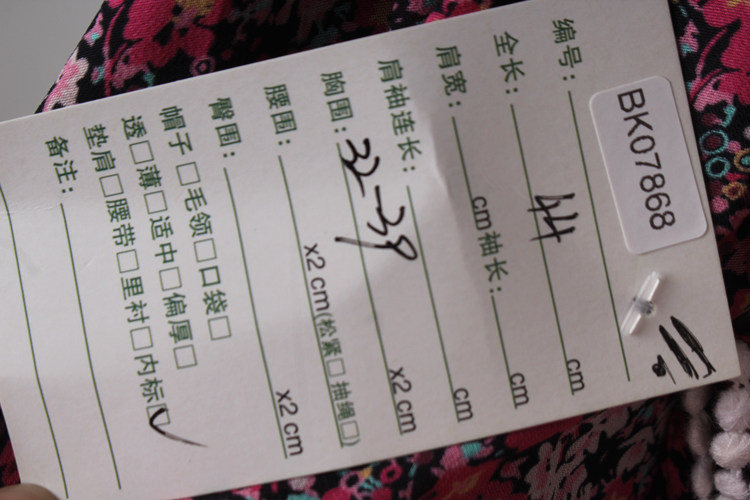 BK07868
编号:
全长: 44 cm
肩宽: cm 袖长: cm
肩袖连长: cm
胸围: 32-39 x2 cm
腰围: x2 cm (松紧□ 抽绳□)
臀围: x2 cm
帽子□ 毛领□ 口袋□
透□ 薄□ 适中□ 偏厚□
垫肩□ 腰带□ 里衬□ 内标☑
备注: